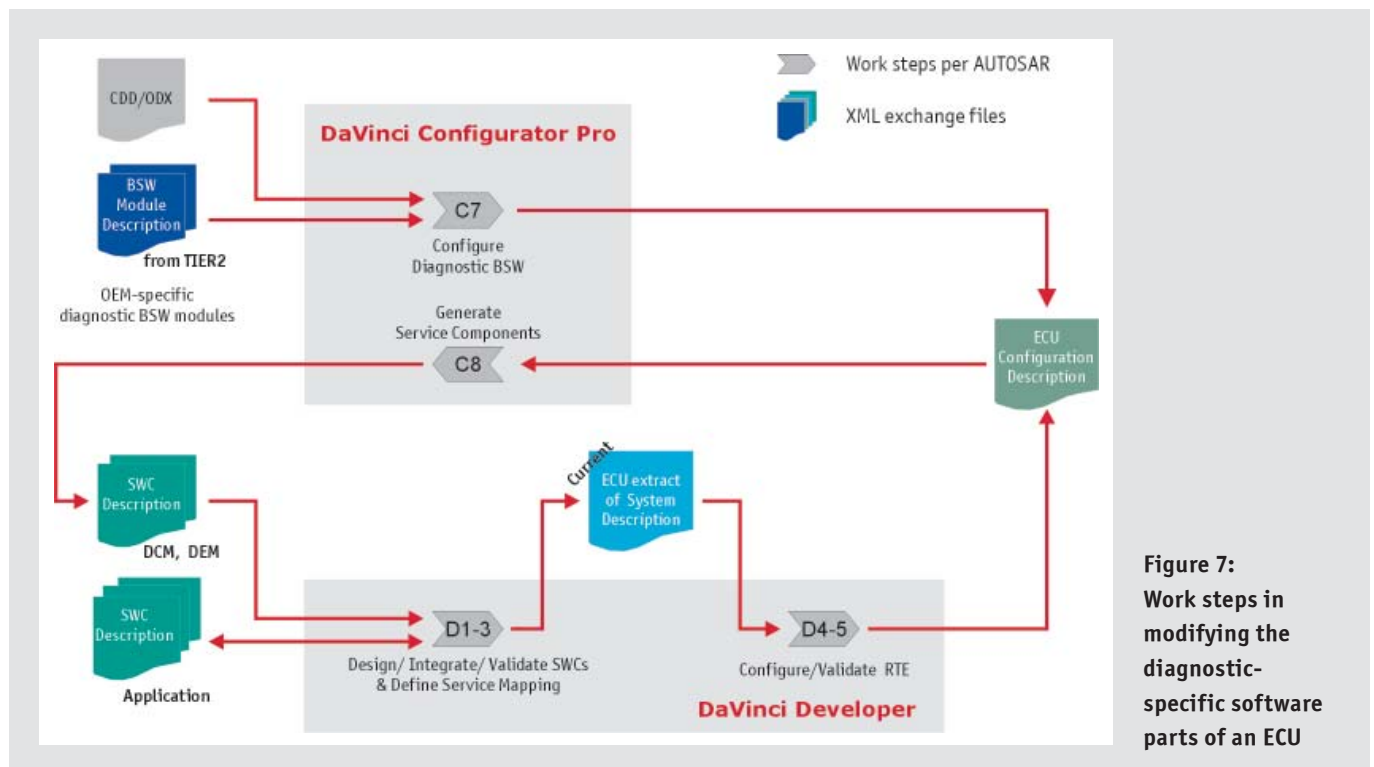 Work steps per AUTOSAR
XML exchange files
CDD/ODX
DaVinci Configurator Pro
BSW
Module
Description
from TIER2
OEM-specific
diagnostic BSW modules
C7
Configure
Diagnostic BSW
Generate
Service Components
C8
ECU
Configuration
Description
SWC
Description
DCM, DEM
SWC
Description
Application
Current
ECU extract
of System
Description
D1-3
Design/ Integrate/ Validate SWCs
& Define Service Mapping
D4-5
Configure/Validate RTE
DaVinci Developer
Figure 7:
Work steps in
modifying the
diagnostic-
specific software
parts of an ECU